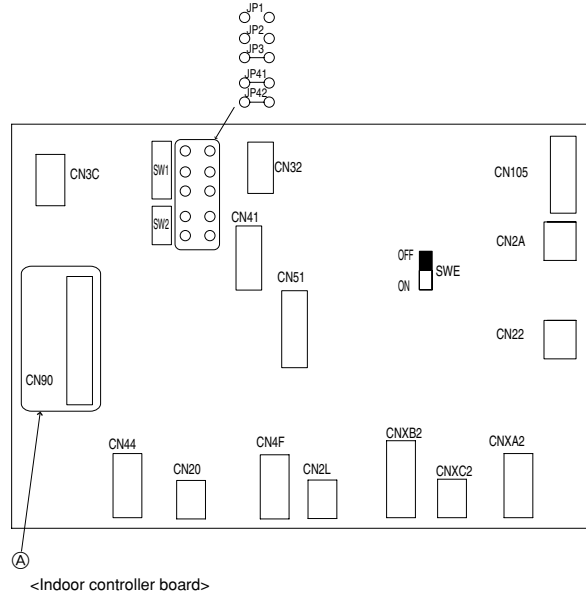 JP1
JP2
JP3
JP41
JP42
CN3C
SW1
CN32
CN105
SW2
CN41
CN2A
OFF
SWE
ON
CN51
CN22
CN90
CN44
CN20
CN4F
CN2L
CNXB2
CNXC2
CNXA2
A
<Indoor controller board>